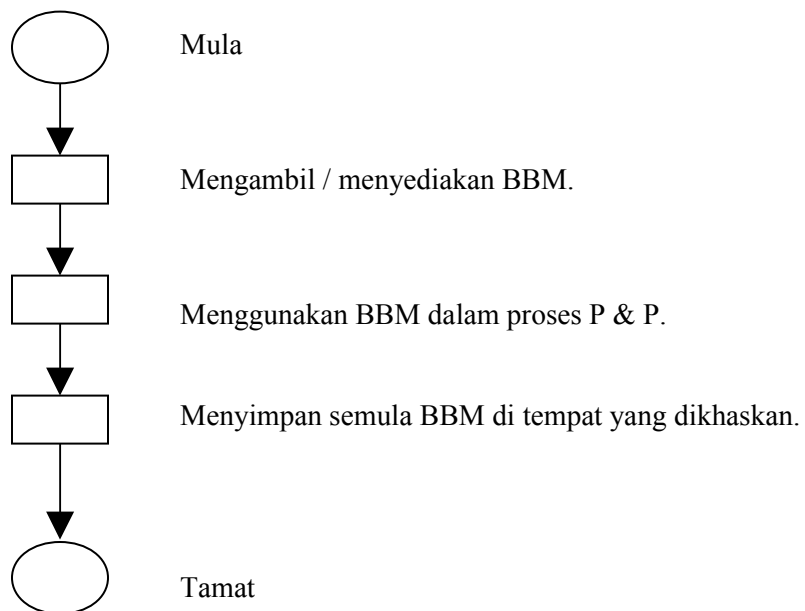 Mula
Mengambil / menyediakan BBM.
Menggunakan BBM dalam proses P & P.
Menyimpan semula BBM di tempat yang dikhaskan.
Tamat